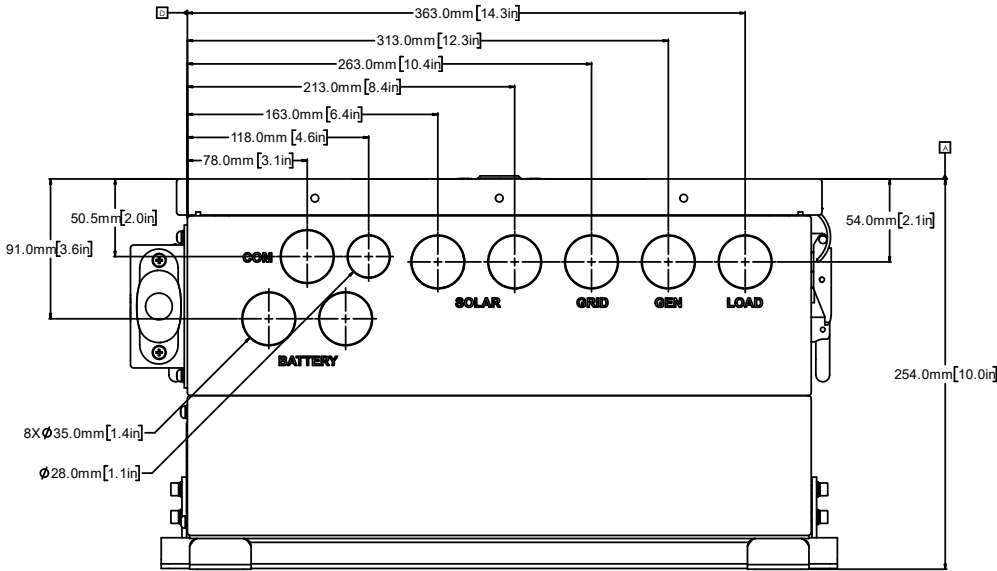 D
363.0mm[14.3in]
313.0mm[12.3in]
263.0mm[10.4in]
213.0mm[8.4in]
163.0mm[6.4in]
118.0mm[4.6in]
78.0mm[3.1in]
A
50.5mm[2.0in]
54.0mm[2.1in]
91.0mm[3.6in]
COM
SOLAR GRID GEN LOAD
BATTERY
254.0mm[10.0in]
8XØ35.0mm[1.4in]
Ø28.0mm[1.1in]